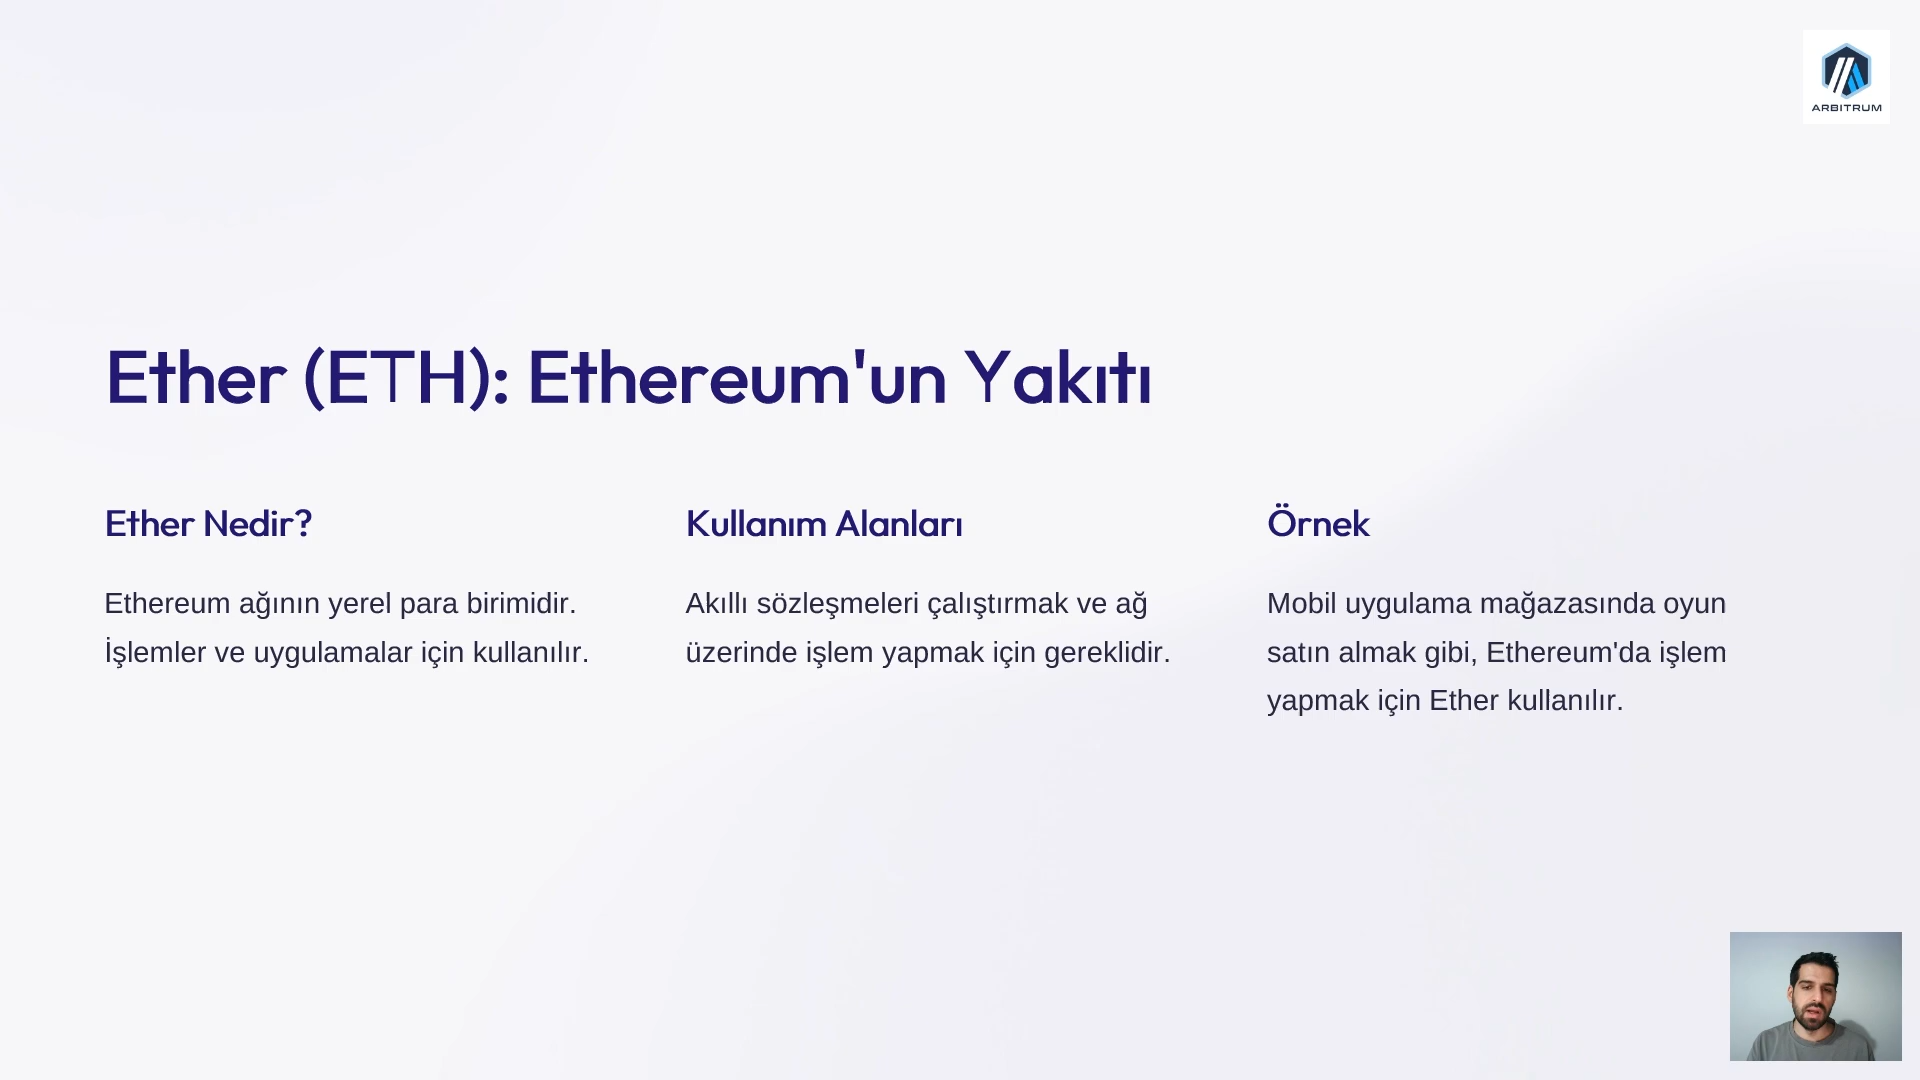 ARBITRUM
Ether (ETH): Ethereum'un Yakıtı
Ether Nedir?
Ethereum ağının yerel para birimidir.
İşlemler ve uygulamalar için kullanılır.
Kullanım Alanları
Akıllı sözleşmeleri çalıştırmak ve ağ
üzerinde işlem yapmak için gereklidir.
Örnek
Mobil uygulama mağazasında oyun
satın almak gibi, Ethereum'da işlem
yapmak için Ether kullanılır.